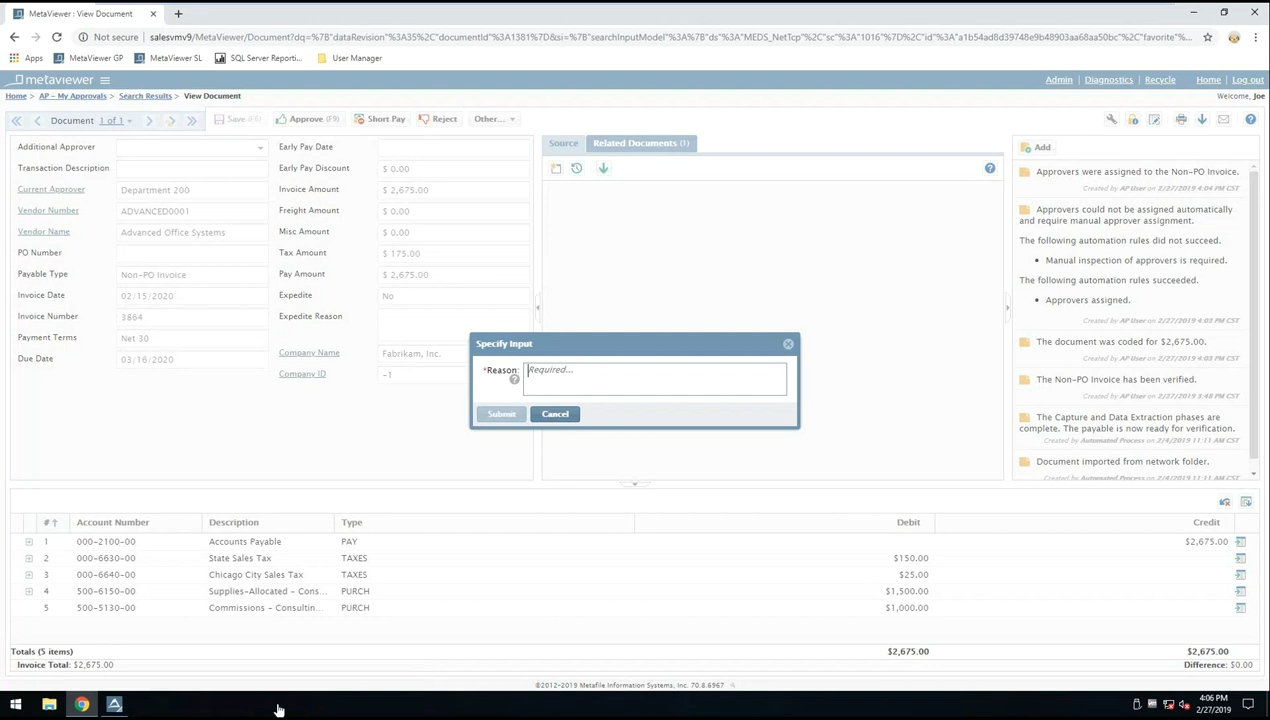 MetaViewer : View Document
Not secure | salesvmv9/MetaViewer/Document?dq=%7B"dataRevision"%3A35%2C"documentId"%3A1381%7D&si=%7B"searchInputModel"%3A%7B"ds"%3A"MEDS_NetTcp"%2C"sc"%3A"1016"%7D%2C"id"%3A"a1b54ad8d39748e9b48903aa68aa50bc"%2C"favorite"...
Apps MetaViewer GP MetaViewer SL SQL Server Reporti... User Manager
metaviewer Admin Diagnostics Recycle Home Log out
Home > AP – My Approvals > Search Results > View Document Welcome, Joe
Document 1 of 1 Save (F8) Approve (F9) Short Pay Reject Other...
Additional Approver
Transaction Description
Current Approver Department 200
Vendor Number ADVANCED0001
Vendor Name Advanced Office Systems
PO Number
Payable Type Non-PO Invoice
Invoice Date 02/15/2020
Invoice Number 3864
Payment Terms Net 30
Due Date 03/16/2020
Early Pay Date
Early Pay Discount $ 0.00
Invoice Amount $ 2,675.00
Freight Amount $ 0.00
Misc Amount $ 0.00
Tax Amount $ 175.00
Pay Amount $ 2,675.00
Expedite No
Expedite Reason
Company Name Fabrikam, Inc.
Company ID -1
Source Related Documents (1)
Specify Input
*Reason: Required...
Submit Cancel
Add
Approvers were assigned to the Non-PO Invoice.
Created by AP User on 2/27/2019 4:04 PM CST
Approvers could not be assigned automatically
and require manual approver assignment.
The following automation rules did not succeed.
• Manual inspection of approvers is required.
The following automation rules succeeded.
• Approvers assigned.
Created by AP User on 2/27/2019 4:03 PM CST
The document was coded for $2,675.00.
Created by AP User on 2/27/2019 4:03 PM CST
The Non-PO Invoice has been verified.
Created by AP User on 2/27/2019 3:48 PM CST
The Capture and Data Extraction phases are
complete. The payable is now ready for verification.
Created by Automated Process on 2/4/2019 11:11 AM CST
Document imported from network folder.
Created by Automated Process on 2/4/2019 11:11 AM CST
# Account Number Description Type Debit Credit
1 000-2100-00 Accounts Payable PAY $2,675.00
2 000-6630-00 State Sales Tax TAXES $150.00
3 000-6640-00 Chicago City Sales Tax TAXES $25.00
4 500-6150-00 Supplies-Allocated - Cons... PURCH $1,500.00
5 500-5130-00 Commissions - Consultin... PURCH $1,000.00
Totals (5 items) $2,675.00 $2,675.00
Invoice Total: $2,675.00 Difference: $0.00
©2012-2019 Metafile Information Systems, Inc. 70.8.6967
4:06 PM
2/27/2019